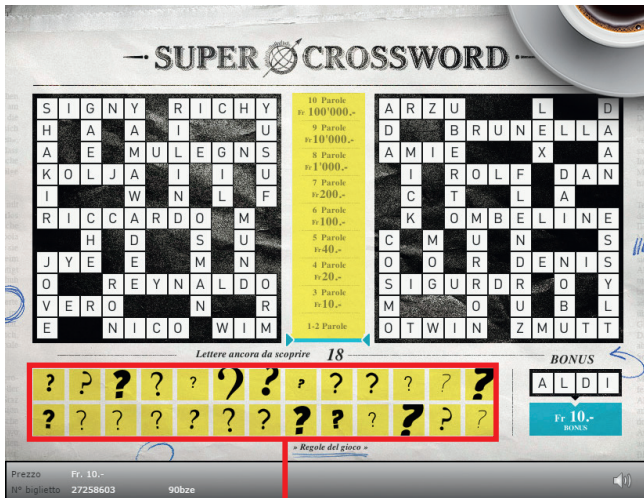 SUPER CROSSWORD
SIGNY RICHY
H A A I U
A E MULEGNS
KOLJA I I U
I W N L F
RICCARDO M
H D S U
JYE E M N
O REYNALDO
VERO N R
E NICO WIM
10 Parole
Fr 100'000.-
9 Parole
Fr 10'000.-
8 Parole
Fr 1'000.-
7 Parole
Fr 200.-
6 Parole
Fr 100.-
5 Parole
Fr 40.-
4 Parole
Fr 20.-
3 Parole
Fr 10.-
1-2 Parole
ARZU L D
D BRUNELLA
AMIE X A
I ROLF DAN
C T L A
K OMBELINE
C M U N S
O O R DENIS
SIGURDR O Y
M O U B L
OTWIN ZMUTT
Lettere ancora da scoprire 18
? ? ? ? ? ? ? ? ? ? ? ? ?
? ? ? ? ? ? ? ? ? ? ? ? ?
BONUS
ALDI
Fr 10.-
BONUS
» Regole del gioco »
Prezzo Fr. 10.-
N° biglietto 27258603 90bze